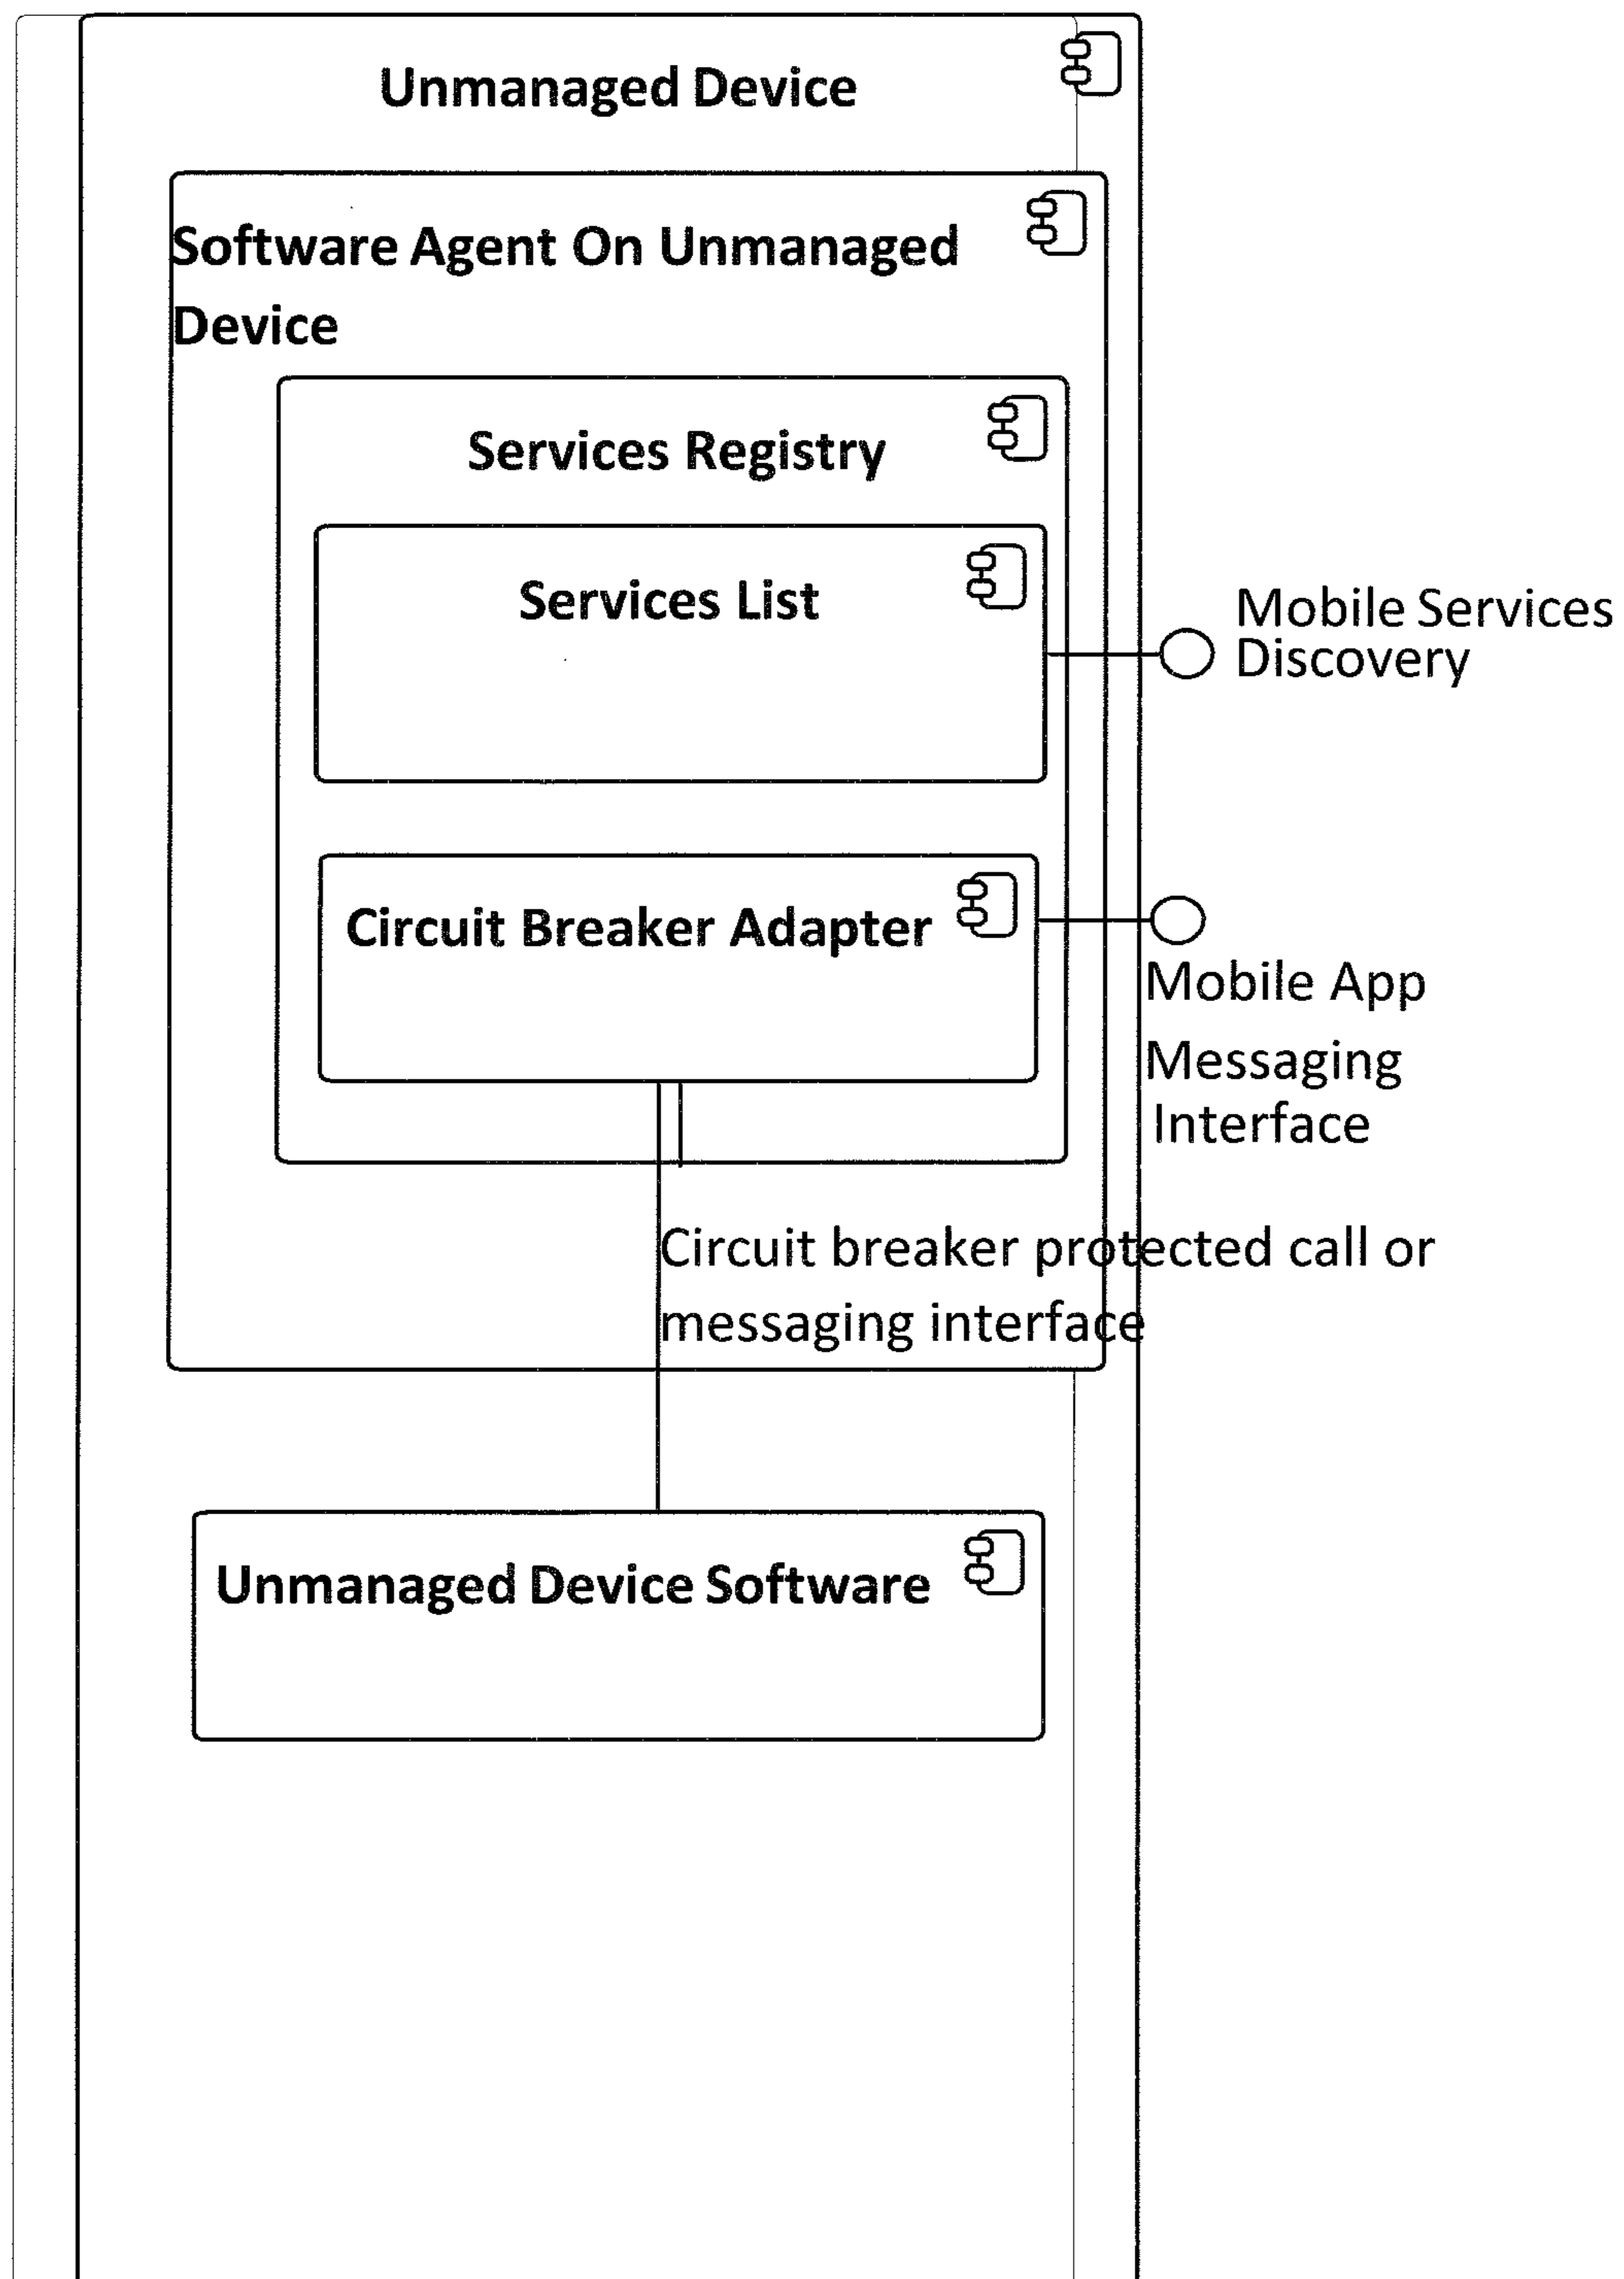 Unmanaged Device
Software Agent On Unmanaged
Device
Services Registry
Services List
Mobile Services
Discovery
Circuit Breaker Adapter
Mobile App
Messaging
Interface
Circuit breaker protected call or
messaging interface
Unmanaged Device Software